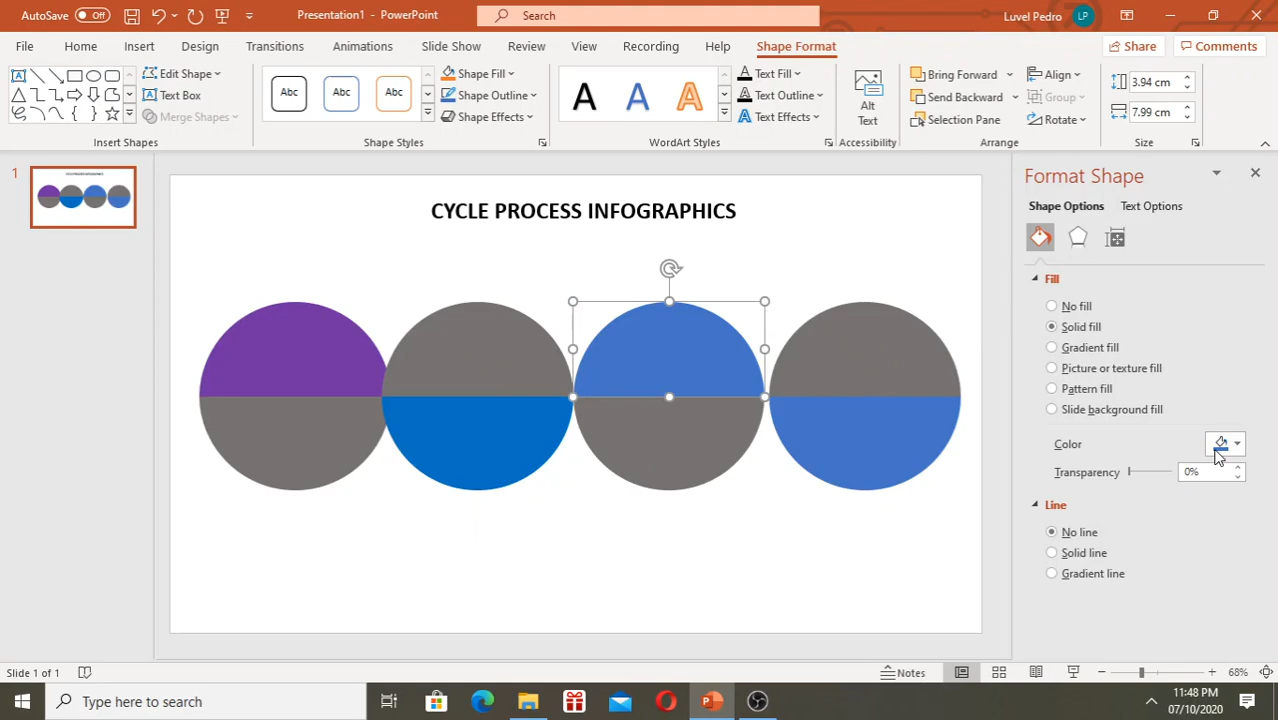 AutoSave Off Presentation1 - PowerPoint Search Luvel Pedro LP
File Home Insert Design Transitions Animations Slide Show Review View Recording Help Shape Format Share Comments
Edit Shape
Text Box
Merge Shapes
Insert Shapes
Abc Abc Abc
Shape Fill
Shape Outline
Shape Effects
Shape Styles
A A A
Text Fill
Text Outline
Text Effects
WordArt Styles
Alt
Text
Accessibility
Bring Forward
Send Backward
Selection Pane
Align
Group
Rotate
Arrange
3.94 cm
7.99 cm
Size
1
CYCLE PROCESS INFOGRAPHICS
CYCLE PROCESS INFOGRAPHICS
Format Shape
Shape Options Text Options
Fill
No fill
Solid fill
Gradient fill
Picture or texture fill
Pattern fill
Slide background fill
Color
Transparency 0%
Line
No line
Solid line
Gradient line
Slide 1 of 1 Notes 68%
Type here to search
11:48 PM
07/10/2020